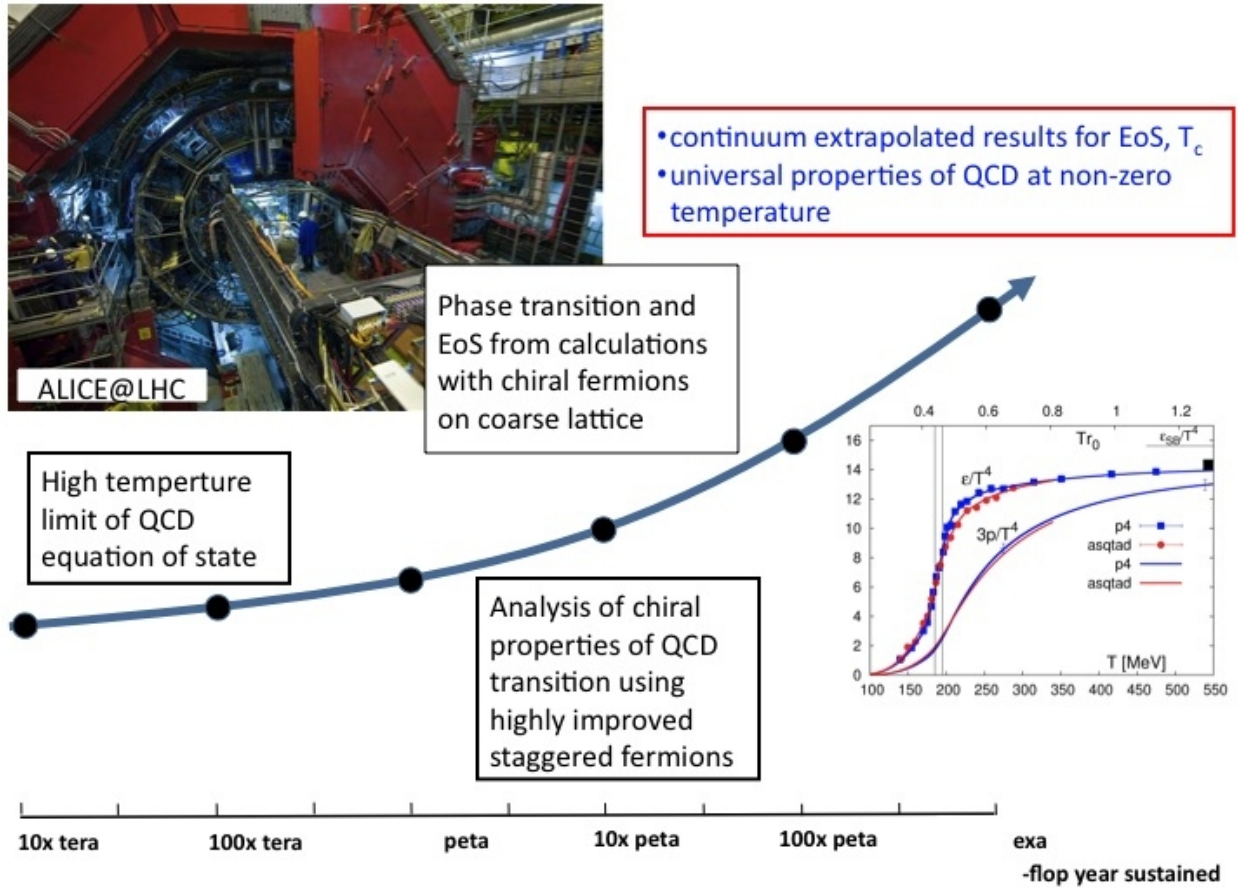 ALICE@LHC
•continuum extrapolated results for EoS, T_c
•universal properties of QCD at non-zero
temperature
Phase transition and
EoS from calculations
with chiral fermions
on coarse lattice
High temperture
limit of QCD
equation of state
Analysis of chiral
properties of QCD
transition using
highly improved
staggered fermions
0.4 0.6 0.8 1 1.2
Tr₀
ε_SB/T⁴
ε/T⁴
3p/T⁴
p4
asqtad
p4
asqtad
16
14
12
10
8
6
4
2
0
T [MeV]
100 150 200 250 300 350 400 450 500 550
10x tera 100x tera peta 10x peta 100x peta exa
-flop year sustained